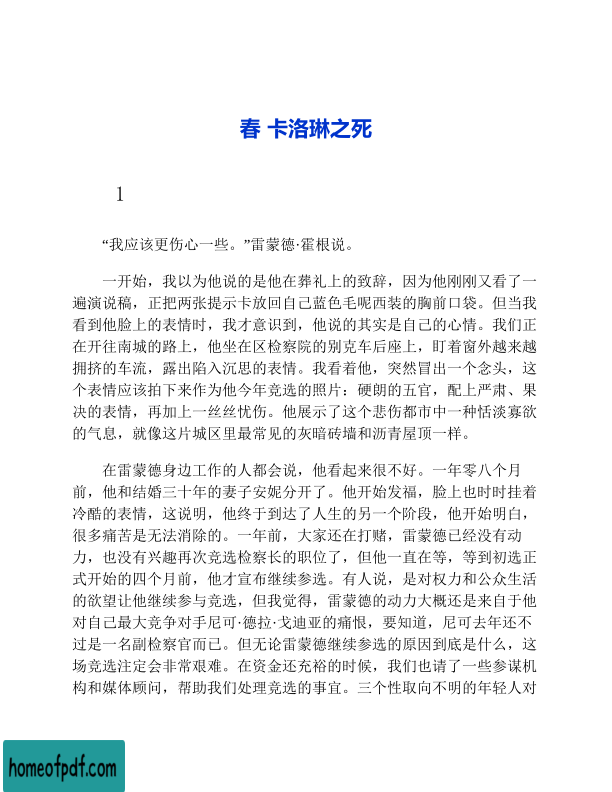 春 卡洛琳之死
1
“我应该更伤心一些。”雷蒙德·霍根说。
一开始，我以为他说的是他在葬礼上的致辞，因为他刚刚又看了一
遍演说稿，正把两张提示卡放回自己蓝色毛呢西装的胸前口袋。但当我
看到他脸上的表情时，我才意识到，他说的其实是自己的心情。我们正
在开往南城的路上，他坐在区检察院的别克车后座上，盯着窗外越来越
拥挤的车流，露出陷入沉思的表情。我看着他，突然冒出一个念头，这
个表情应该拍下来作为他今年竞选的照片：硬朗的五官，配上严肃、果
决的表情，再加上一丝丝忧伤。他展示了这个悲伤都市中一种恬淡寡欲
的气息，就像这片城区里最常见的灰暗砖墙和沥青屋顶一样。
在雷蒙德身边工作的人都会说，他看起来很不好。一年零八个月
前，他和结婚三十年的妻子安妮分开了。他开始发福，脸上也时时挂着
冷酷的表情，这说明，他终于到达了人生的另一个阶段，他开始明白，
很多痛苦是无法消除的。一年前，大家还在打赌，雷蒙德已经没有动
力，也没有兴趣再次竞选检察长的职位了，但他一直在等，等到初选正
式开始的四个月前，他才宣布继续参选。有人说，是对权力和公众生活
的欲望让他继续参与竞选，但我觉得，雷蒙德的动力大概还是来自于他
对自己最大竞争对手尼可·德拉·戈迪亚的痛恨，要知道，尼可去年还不
过是一名副检察官而已。但无论雷蒙德继续参选的原因到底是什么，这
场竞选注定会非常艰难。在资金还充裕的时候，我们也请了一些参谋机
构和媒体顾问，帮助我们处理竞选的事宜。三个性取向不明的年轻人对
homeofpdf.com